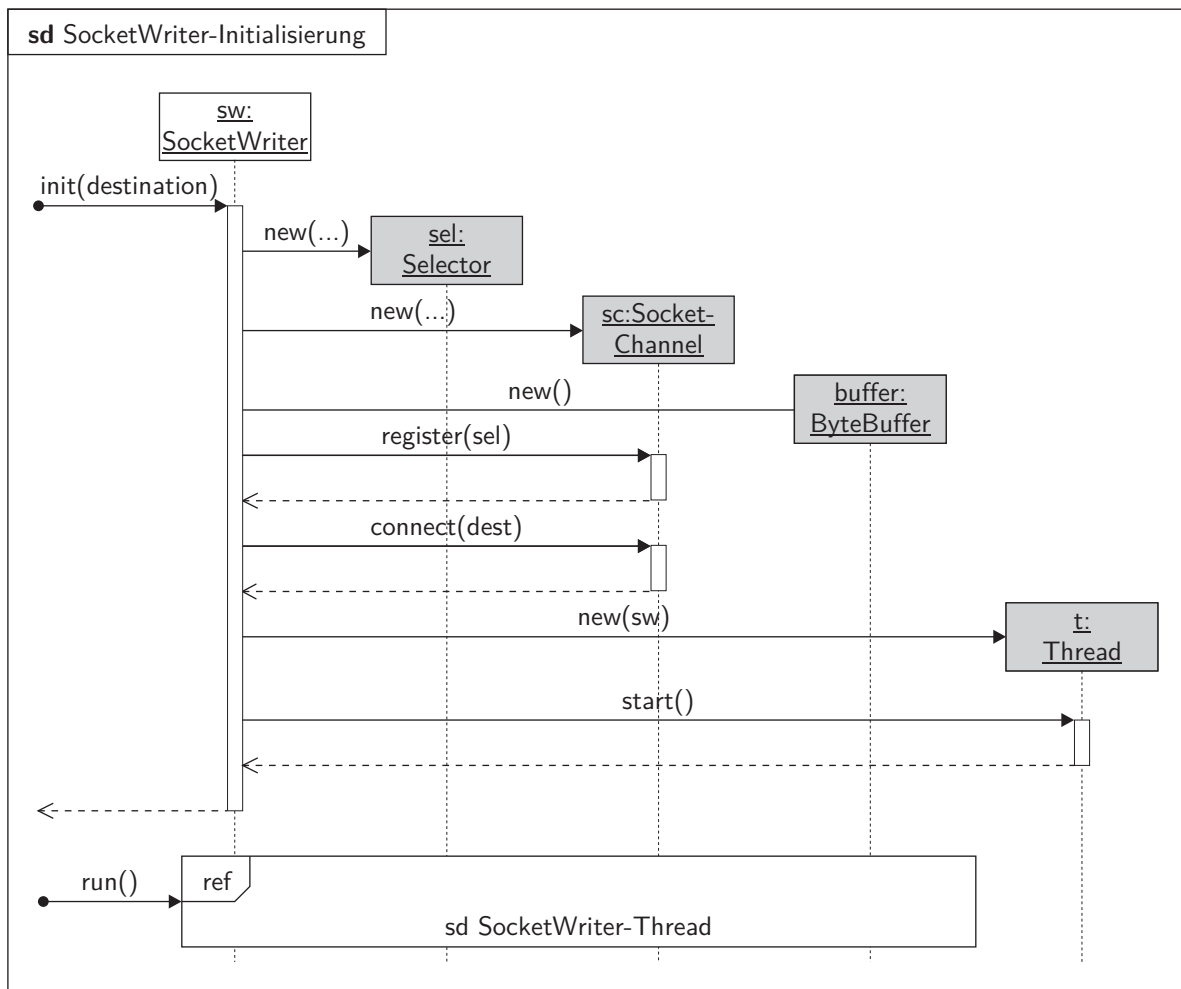 sd SocketWriter-Initialisierung
sw:
SocketWriter
init(destination)
new(...)
sel:
Selector
new(...)
sc:Socket-
Channel
new()
buffer:
ByteBuffer
register(sel)
connect(dest)
new(sw)
t:
Thread
start()
run()
ref
sd SocketWriter-Thread